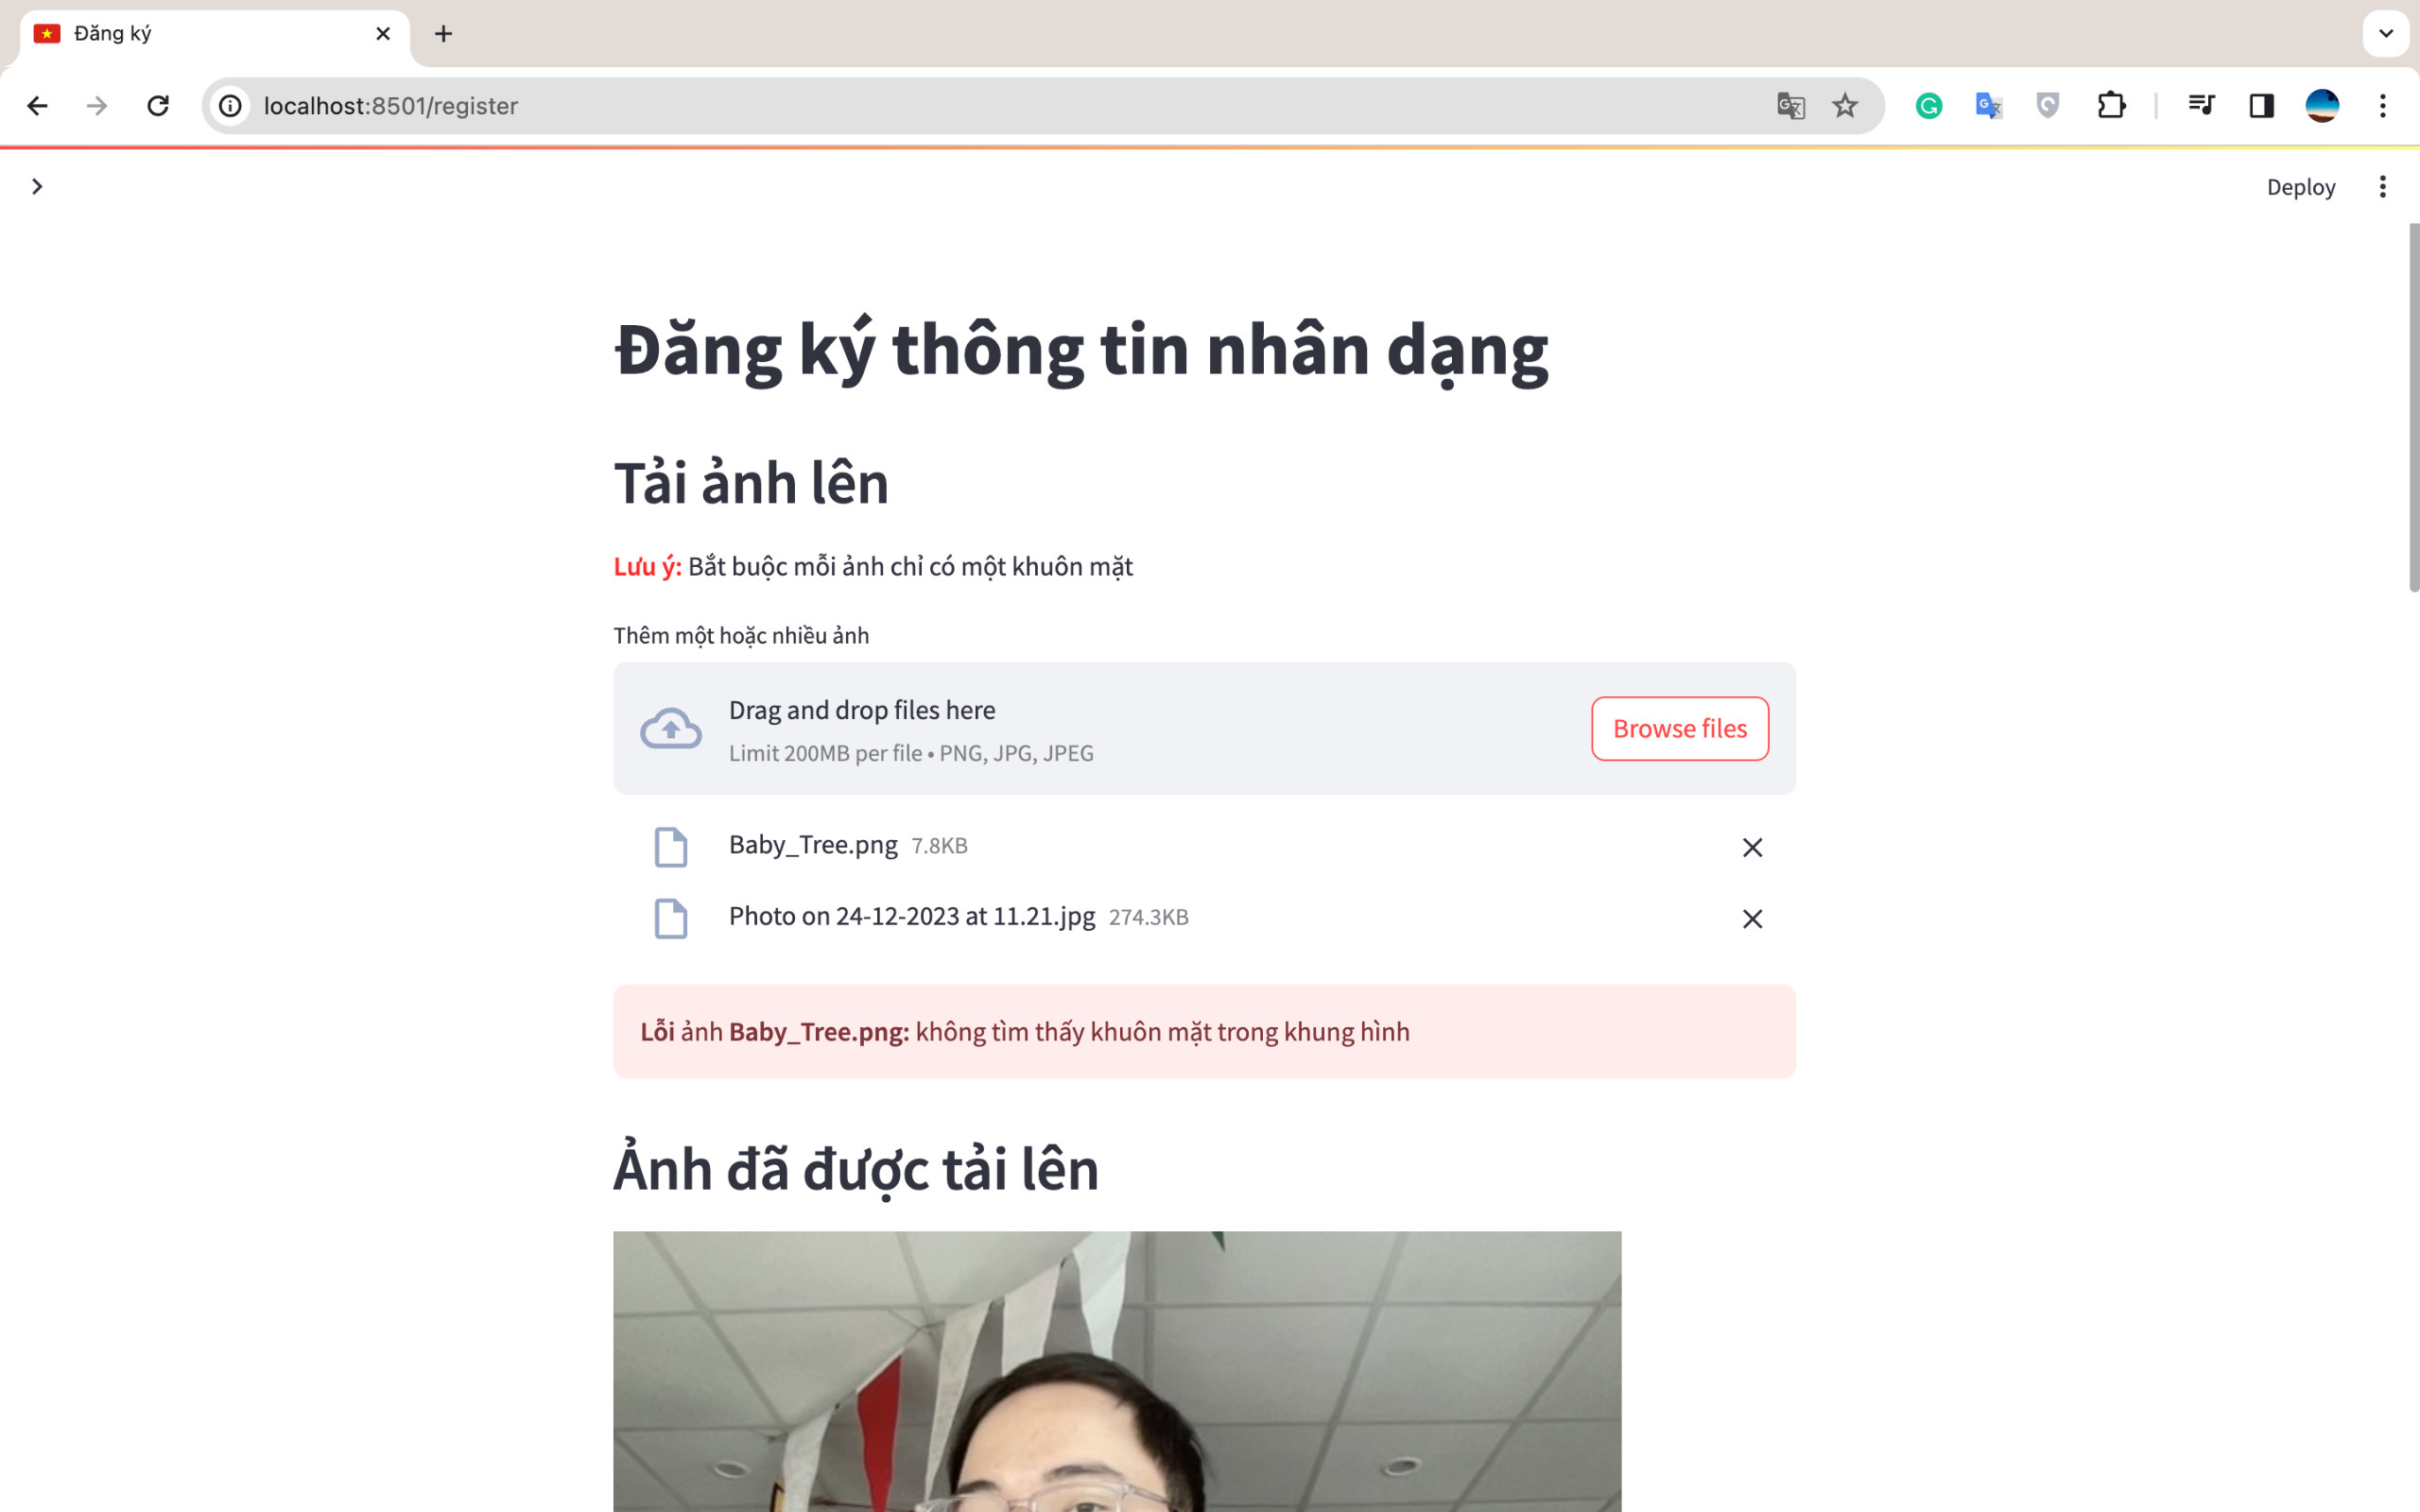 Đăng ký
localhost:8501/register
Deploy
Đăng ký thông tin nhân dạng
Tải ảnh lên
Lưu ý: Bắt buộc mỗi ảnh chỉ có một khuôn mặt
Thêm một hoặc nhiều ảnh
Drag and drop files here
Limit 200MB per file • PNG, JPG, JPEG
Browse files
Baby_Tree.png 7.8KB
Photo on 24-12-2023 at 11.21.jpg 274.3KB
Lỗi ảnh Baby_Tree.png: không tìm thấy khuôn mặt trong khung hình
Ảnh đã được tải lên